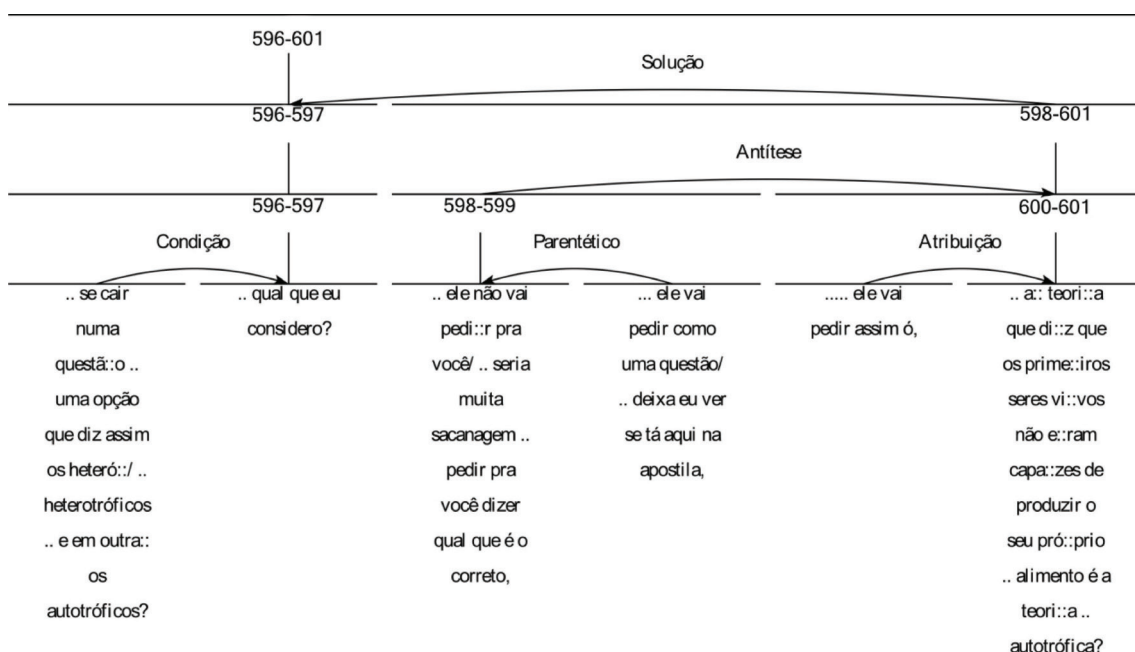 596-601
Solução
596-597
598-601
Antítese
596-597
598-599
600-601
Condição
Parentético
Atribuição
.. se cair
numa
questã::o ..
uma opção
que diz assim
os heteró::/ ..
heterotróficos
.. e em outra::
os
autotróficos?
.. qual que eu
considero?
.. ele não vai
pedi::r pra
você/ .. seria
muita
sacanagem ..
pedir pra
você dizer
qual que é o
correto,
... ele vai
pedir como
uma questão/
.. deixa eu ver
se tá aqui na
apostila,
..... ele vai
pedir assim ó,
.. a:: teori::a
que di::z que
os prime::iros
seres vi::vos
não e::ram
capa::zes de
produzir o
seu pró::prio
.. alimento é a
teori::a ..
autotrófica?